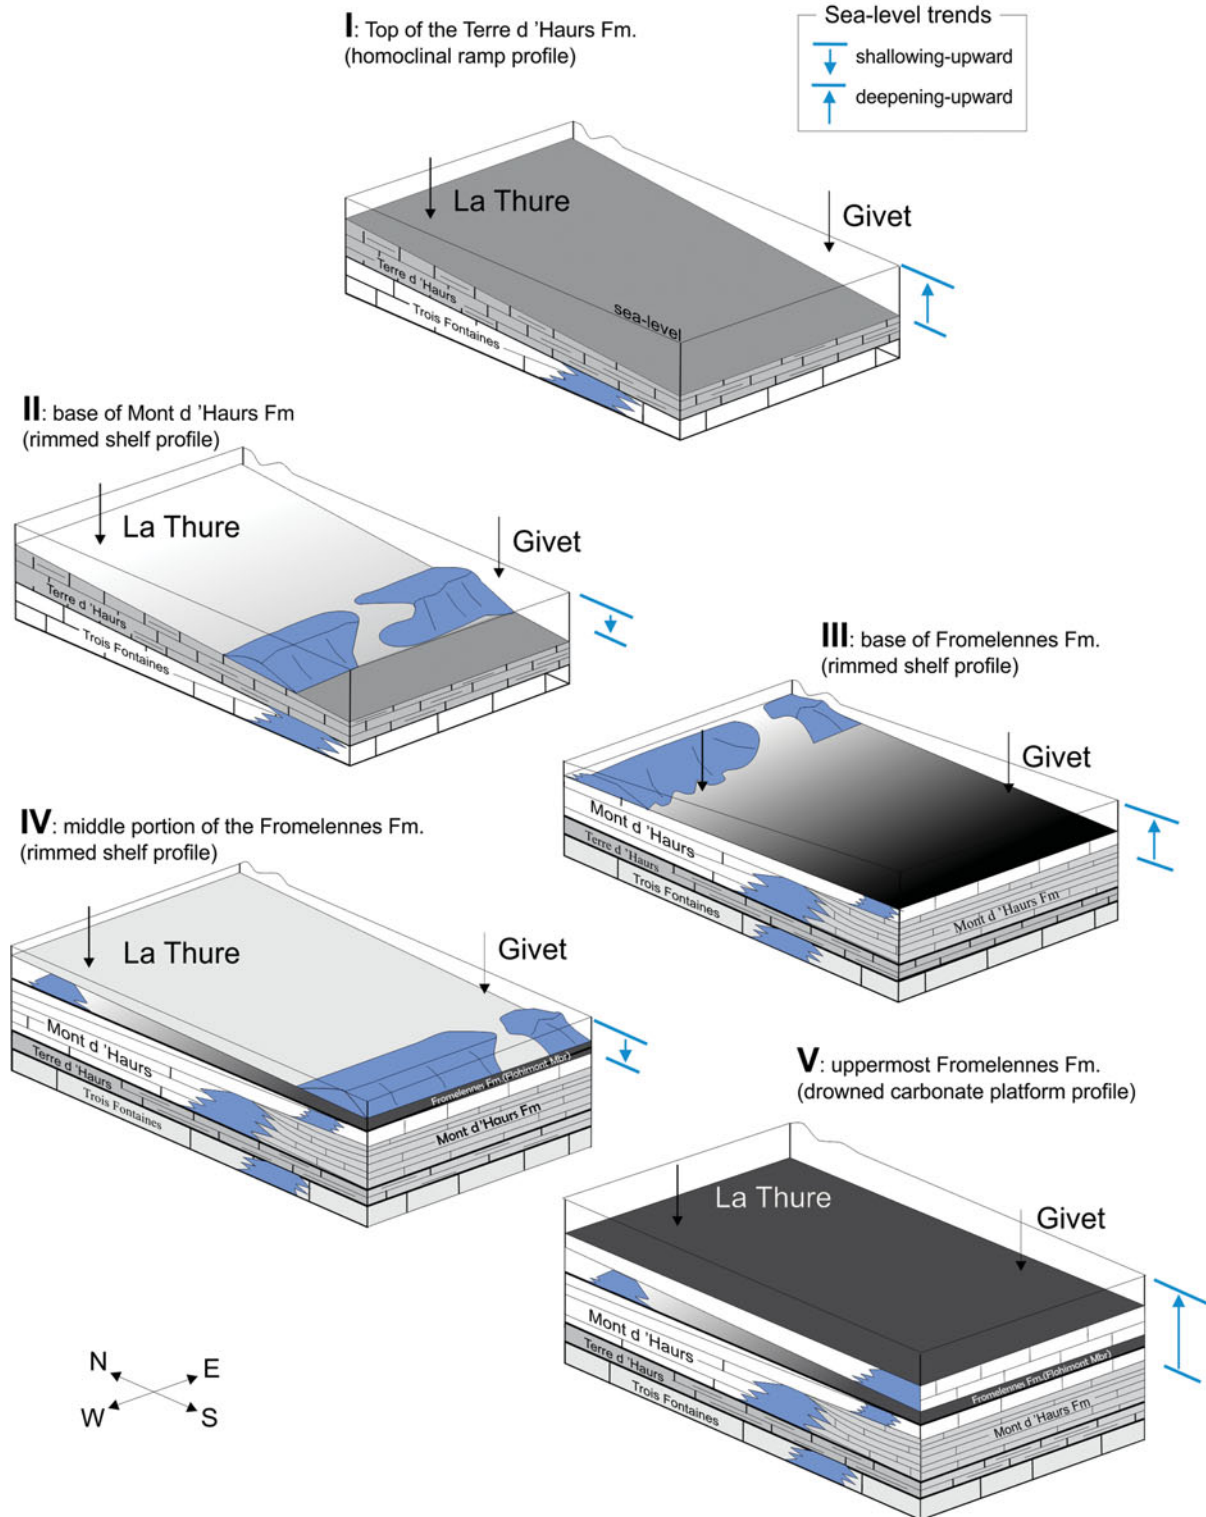 I: Top of the Terre d 'Haurs Fm.
(homoclinal ramp profile)
Sea-level trends
shallowing-upward
deepening-upward
La Thure
Givet
Terre d 'Haurs
Trois Fontaines
sea-level
II: base of Mont d 'Haurs Fm
(rimmed shelf profile)
La Thure
Givet
Terre d 'Haurs
Trois Fontaines
III: base of Fromelennes Fm.
(rimmed shelf profile)
Givet
Mont d 'Haurs
Terre d 'Haurs
Trois Fontaines
Mont d 'Haurs Fm
IV: middle portion of the Fromelennes Fm.
(rimmed shelf profile)
La Thure
Givet
Mont d 'Haurs
Terre d 'Haurs
Trois Fontaines
Fromelennes Fm.(Flohimont Mbr)
Mont d 'Haurs Fm
V: uppermost Fromelennes Fm.
(drowned carbonate platform profile)
La Thure
Givet
Mont d 'Haurs
Terre d 'Haurs
Trois Fontaines
Fromelennes Fm.(Flohimont Mbr)
Mont d 'Haurs Fm
N E
W S